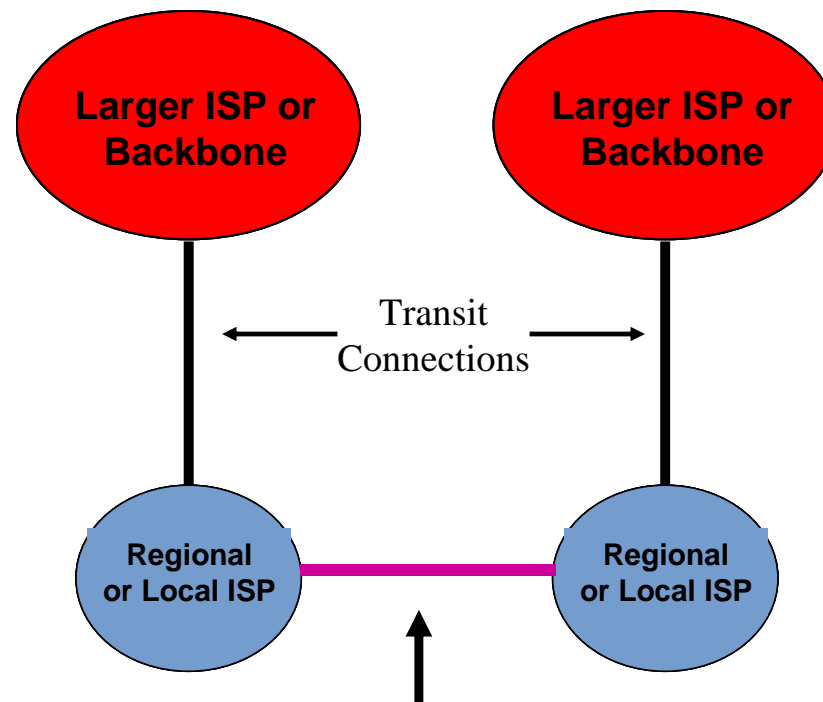 Larger ISP or
Backbone
Larger ISP or
Backbone
Transit
Connections
Regional
or Local ISP
Regional
or Local ISP